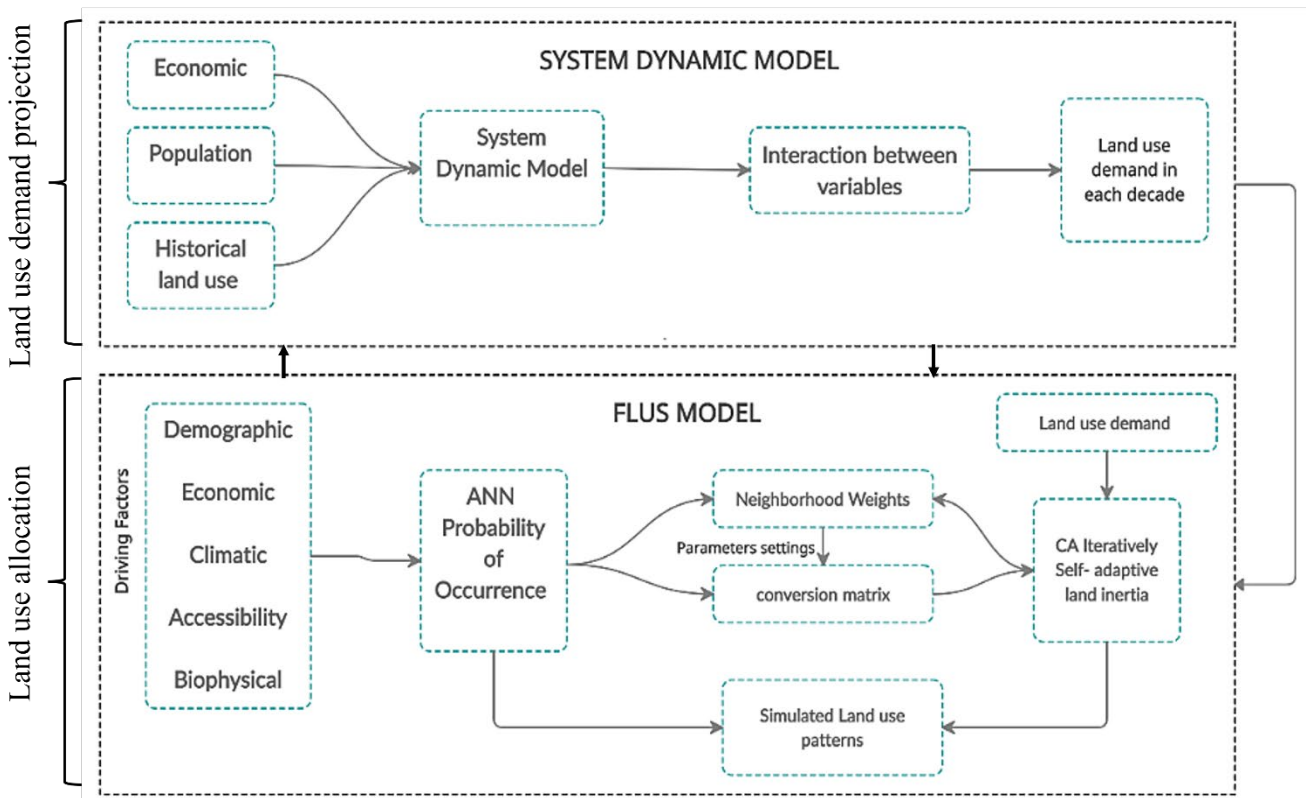 Land use demand projection
SYSTEM DYNAMIC MODEL
Economic
Population
Historical
land use
System
Dynamic Model
Interaction between
variables
Land use
demand in
each decade
Land use allocation
FLUS MODEL
Driving Factors
Demographic
Economic
Climatic
Accessibility
Biophysical
ANN
Probability
of
Occurrence
Neighborhood Weights
Parameters settings
conversion matrix
Land use demand
CA Iteratively
Self- adaptive
land inertia
Simulated Land use
patterns